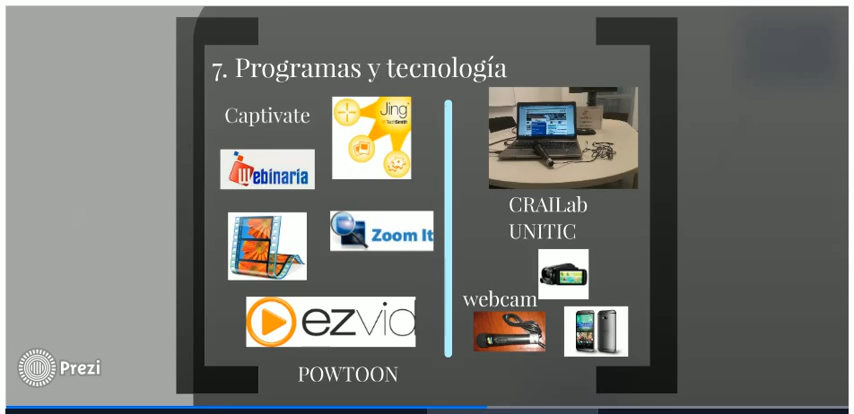 7. Programas y tecnología
Captivate
Jing
TechSmith
webinaria
Zoom It
ezvid
POWTOON
CRAILab
UNITIC
webcam
Prezi